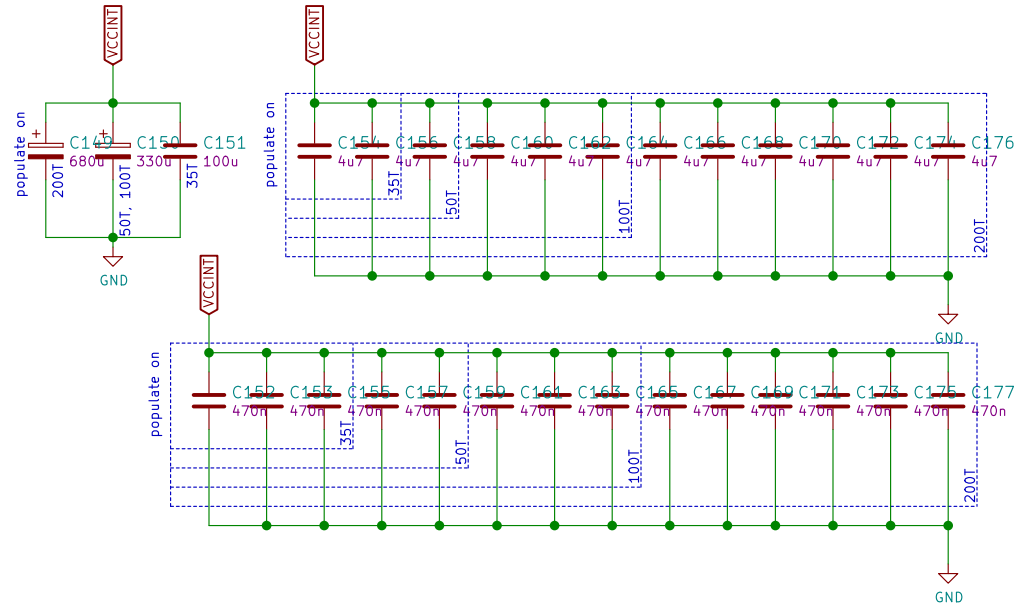 VCCINT
populate on
C149
680u
200T
C150
330u
50T, 100T
C151
100u
35T
GND
VCCINT
populate on
C154 C156 C158 C160 C162 C164 C166 C168 C170 C172 C174 C176
4u7 4u7 4u7 4u7 4u7 4u7 4u7 4u7 4u7 4u7 4u7 4u7
35T
50T
100T
200T
GND
VCCINT
populate on
C152 C153 C155 C157 C159 C161 C163 C165 C167 C169 C171 C173 C175 C177
470n 470n 470n 470n 470n 470n 470n 470n 470n 470n 470n 470n 470n 470n
35T
50T
100T
200T
GND